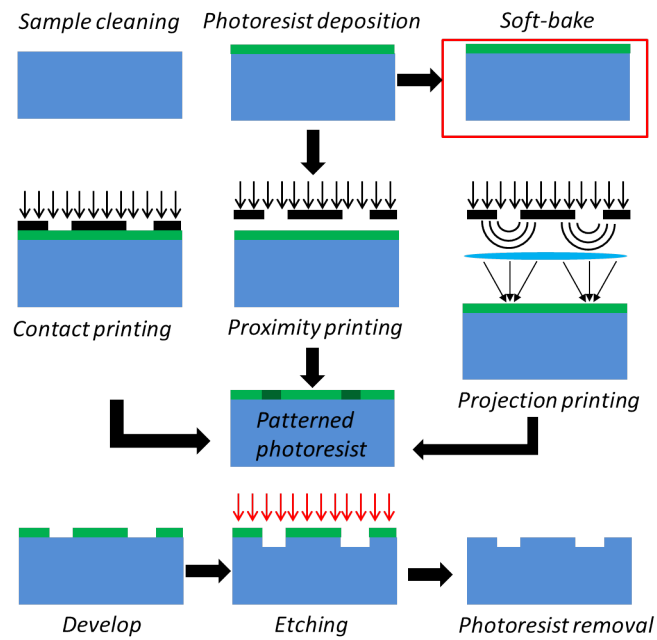 Sample cleaning
Photoresist deposition
Soft-bake
Contact printing
Proximity printing
Projection printing
Patterned
photoresist
Develop
Etching
Photoresist removal